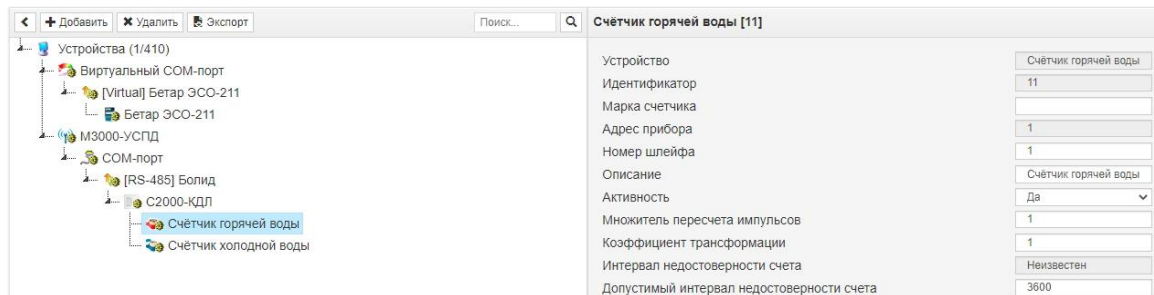 + Добавить ✖ Удалить Экспорт Поиск...
Устройства (1/410)
Виртуальный COM-порт
[Virtual] Бетар ЭСО-211
Бетар ЭСО-211
М3000-УСПД
COM-порт
[RS-485] Болид
С2000-КДЛ
Счётчик горячей воды
Счётчик холодной воды
Счётчик горячей воды [11]
Устройство Счётчик горячей воды
Идентификатор 11
Марка счетчика
Адрес прибора 1
Номер шлейфа 1
Описание Счётчик горячей воды
Активность Да
Множитель пересчета импульсов 1
Коэффициент трансформации 1
Интервал недостоверности счета Неизвестен
Допустимый интервал недостоверности счета 3600